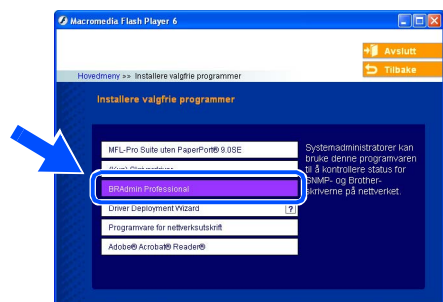 Macromedia Flash Player 6
Avslutt
Hovedmeny >> Installere valgfrie programmer
Tilbake
Installere valgfrie programmer
MFL-Pro Suite uten PaperPort® 9.0SE
BRAdmin Professional
Driver Deployment Wizard
?
Programvare for nettverksutskrift
Adobe® Acrobat® Reader®
Systemadministratorer kan
bruke denne programvaren
til å kontrollere status for
SNMP- og Brother-
skriverne på nettverket.